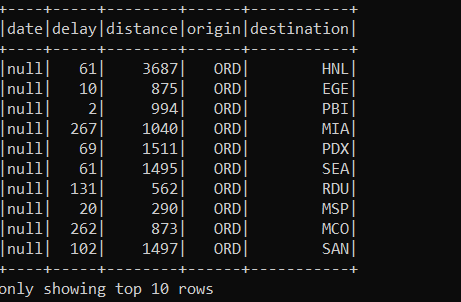 +----+-----+--------+------+-----------+
|date|delay|distance|origin|destination|
+----+-----+--------+------+-----------+
|null|   61|    3687|   ORD|        HNL|
|null|   10|     875|   ORD|        EGE|
|null|    2|     994|   ORD|        PBI|
|null|  267|    1040|   ORD|        MIA|
|null|   69|    1511|   ORD|        PDX|
|null|   61|    1495|   ORD|        SEA|
|null|  131|     562|   ORD|        RDU|
|null|   20|     290|   ORD|        MSP|
|null|  262|     873|   ORD|        MCO|
|null|  102|    1497|   ORD|        SAN|
+----+-----+--------+------+-----------+
only showing top 10 rows